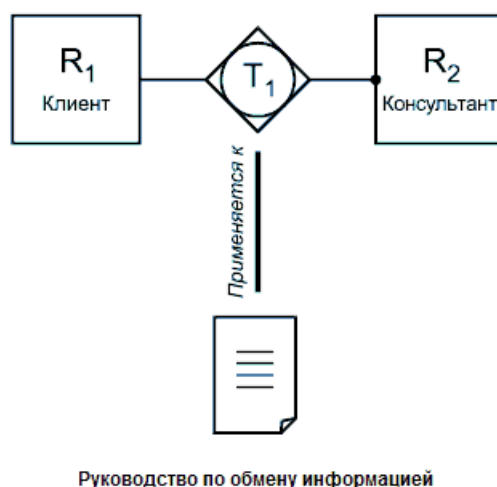 R1
Клиент
T1
R2
Консультант
Применяется к
Руководство по обмену информацией